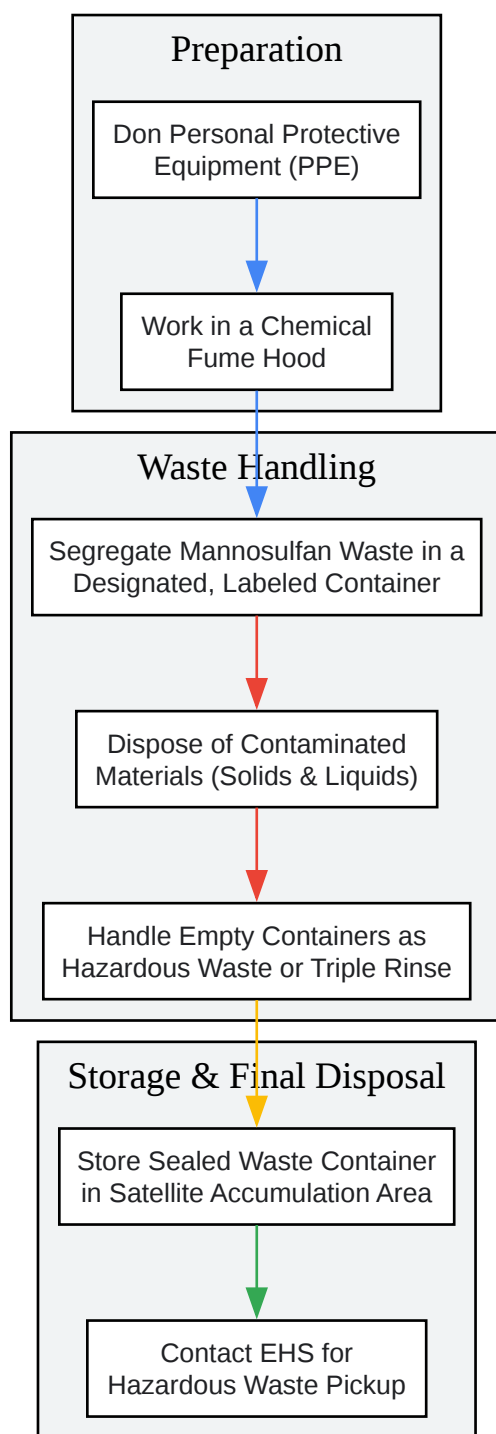 Preparation
Don Personal Protective
Equipment (PPE)
Work in a Chemical
Fume Hood
Waste Handling
Segregate Mannosulfan Waste in a
Designated, Labeled Container
Dispose of Contaminated
Materials (Solids & Liquids)
Handle Empty Containers as
Hazardous Waste or Triple Rinse
Storage & Final Disposal
Store Sealed Waste Container
in Satellite Accumulation Area
Contact EHS for
Hazardous Waste Pickup